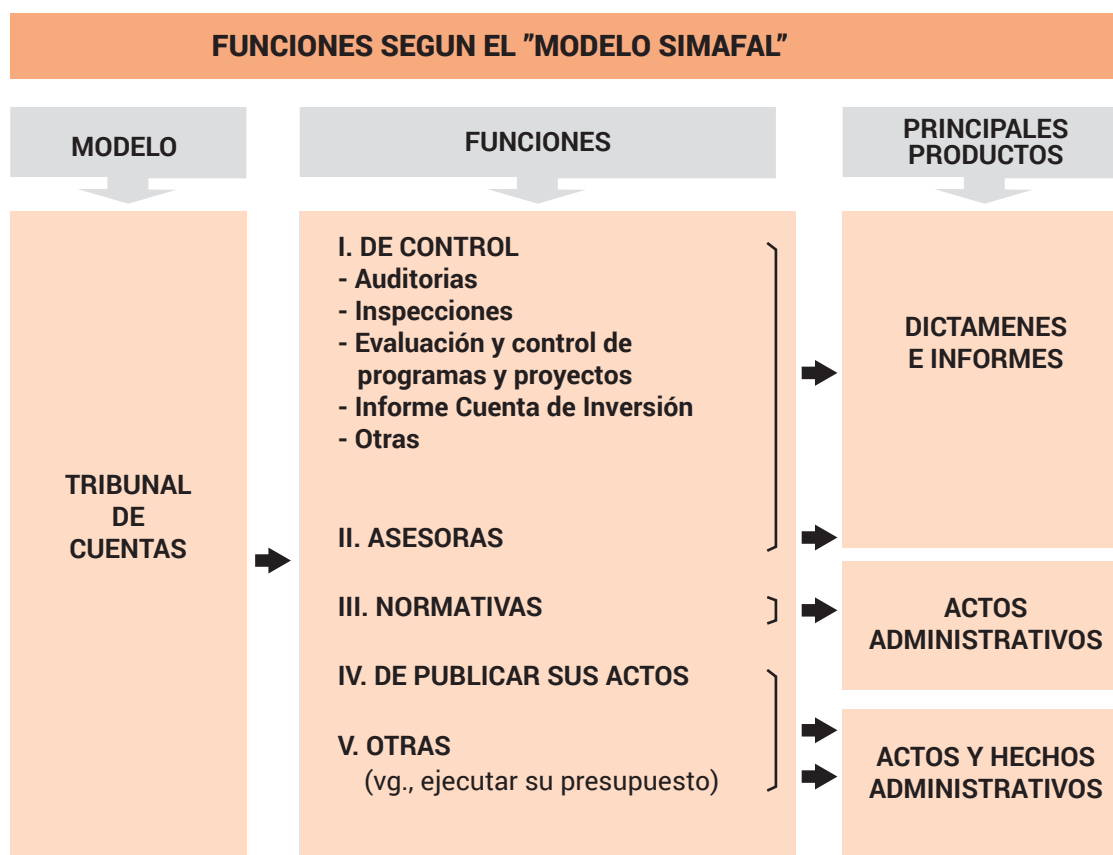 FUNCIONES SEGUN EL "MODELO SIMAFAL"
MODELO
FUNCIONES
PRINCIPALES
PRODUCTOS
TRIBUNAL
DE
CUENTAS
I. DE CONTROL
- Auditorias
- Inspecciones
- Evaluación y control de
programas y proyectos
- Informe Cuenta de Inversión
- Otras
II. ASESORAS
III. NORMATIVAS
IV. DE PUBLICAR SUS ACTOS
V. OTRAS
(vg., ejecutar su presupuesto)
DICTAMENES
E INFORMES
ACTOS
ADMINISTRATIVOS
ACTOS Y HECHOS
ADMINISTRATIVOS